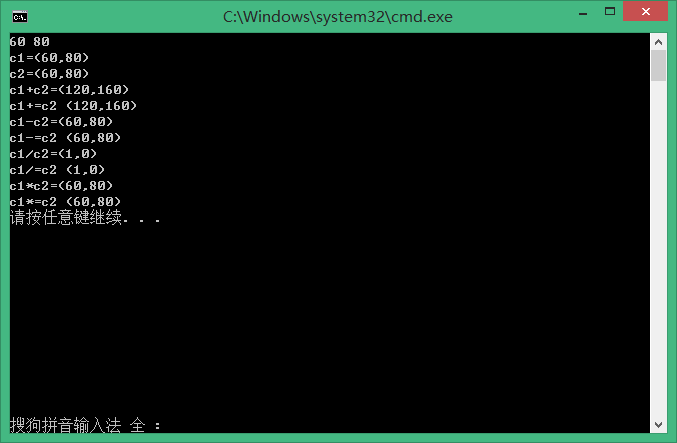 C:\Windows\system32\cmd.exe
60 80
c1=(60,80)
c2=(60,80)
c1+c2=(120,160)
c1+=c2 (120,160)
c1-c2=(60,80)
c1-=c2 (60,80)
c1/c2=(1,0)
c1/=c2 (1,0)
c1*c2=(60,80)
c1*=c2 (60,80)
请按任意键继续. . .
搜狗拼音输入法 全 :